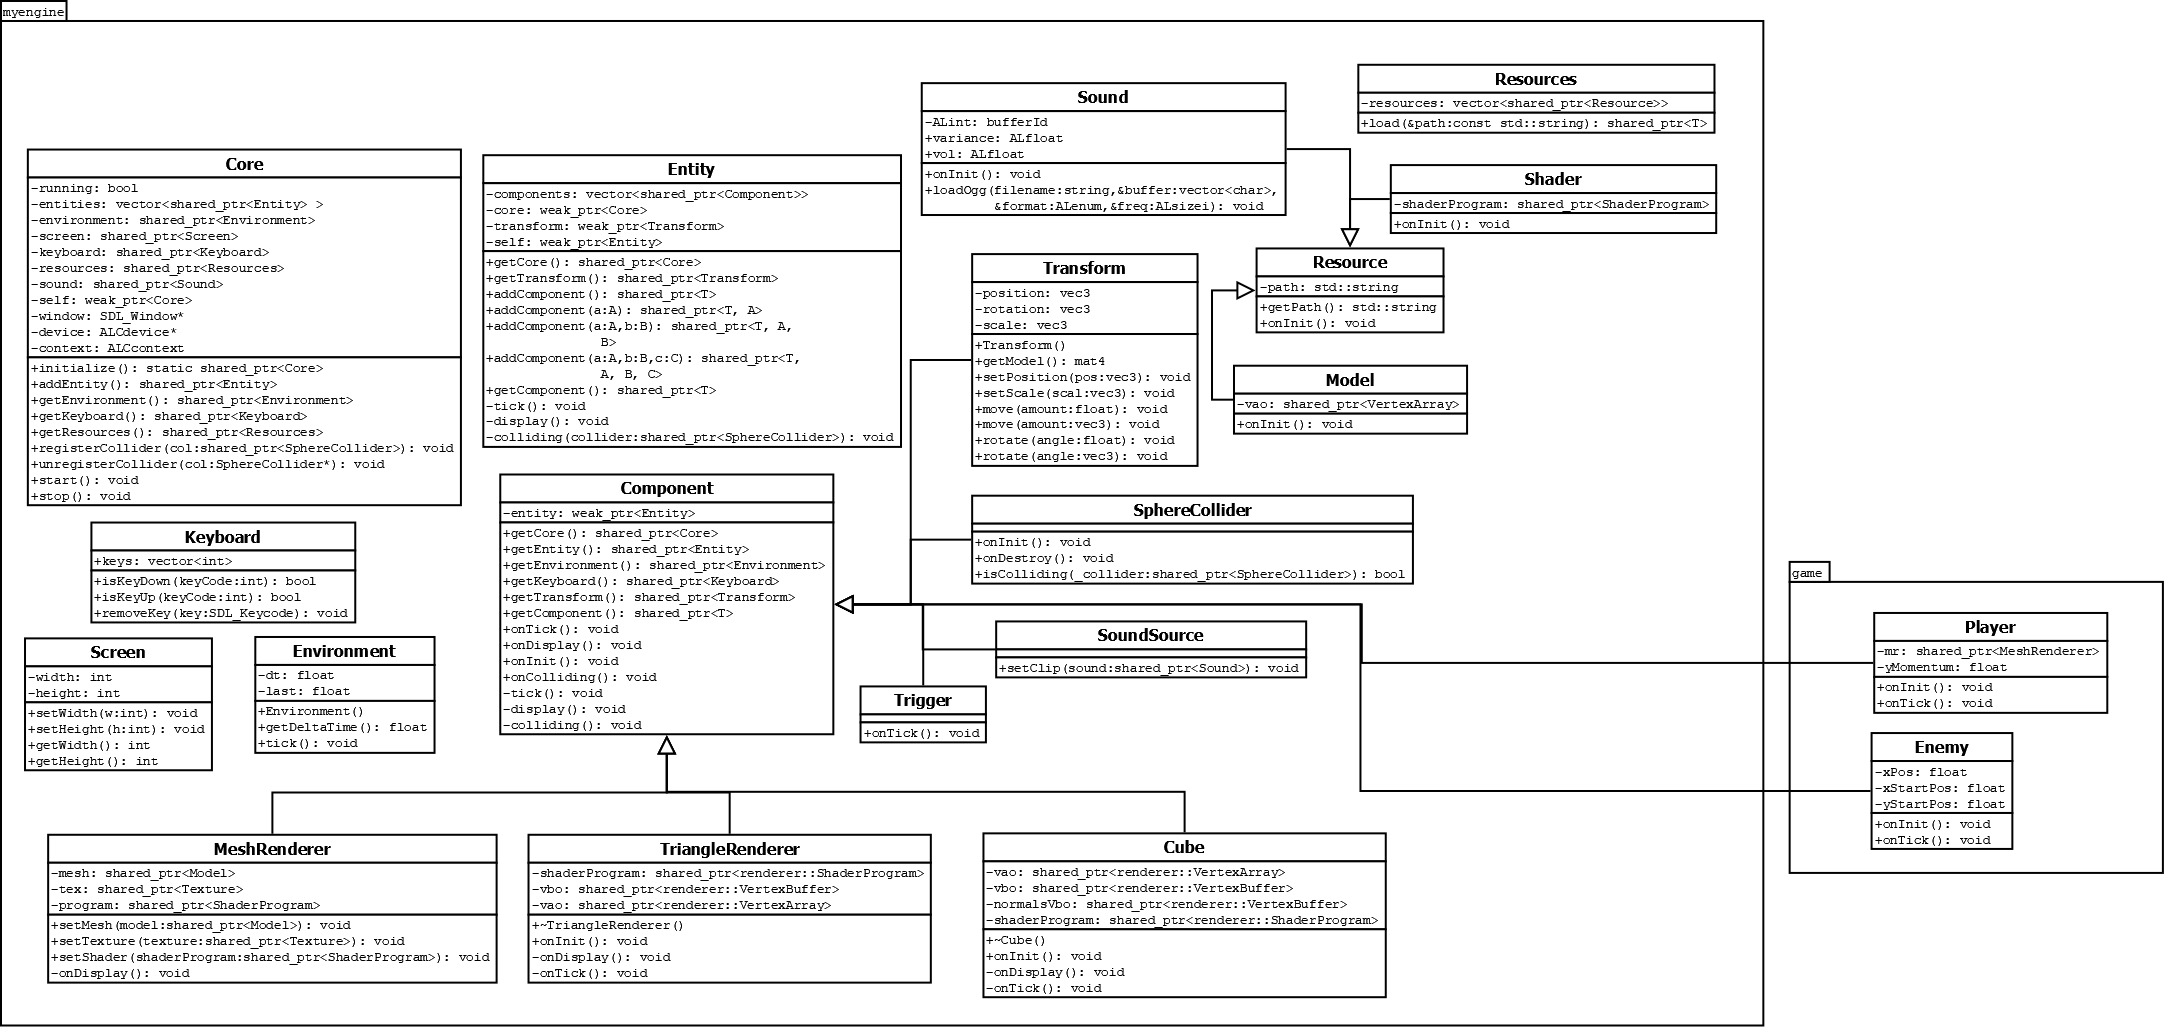 myengine
Core
-running: bool
-entities: vector<shared_ptr<Entity> >
-environment: shared_ptr<Environment>
-screen: shared_ptr<Screen>
-keyboard: shared_ptr<Keyboard>
-resources: shared_ptr<Resources>
-sound: shared_ptr<Sound>
-self: weak_ptr<Core>
-window: SDL_Window*
-device: ALCdevice*
-context: ALCcontext
+initialize(): static shared_ptr<Core>
+addEntity(): shared_ptr<Entity>
+getEnvironment(): shared_ptr<Environment>
+getKeyboard(): shared_ptr<Keyboard>
+getResources(): shared_ptr<Resources>
+registerCollider(col:shared_ptr<SphereCollider>): void
+unregisterCollider(col:SphereCollider*): void
+start(): void
+stop(): void
Entity
-components: vector<shared_ptr<Component>>
-core: weak_ptr<Core>
-transform: weak_ptr<Transform>
-self: weak_ptr<Entity>
+getCore(): shared_ptr<Core>
+getTransform(): shared_ptr<Transform>
+addComponent(): shared_ptr<T>
+addComponent(a:A): shared_ptr<T, A>
+addComponent(a:A,b:B): shared_ptr<T, A,
B>
+addComponent(a:A,b:B,c:C): shared_ptr<T,
A, B, C>
+getComponent(): shared_ptr<T>
-tick(): void
-display(): void
-colliding(collider:shared_ptr<SphereCollider>): void
Sound
-ALint: bufferId
+variance: ALfloat
+vol: ALfloat
+onInit(): void
+loadOgg(filename:string,&buffer:vector<char>,
&format:ALenum,&freq:ALsizei): void
Resources
-resources: vector<shared_ptr<Resource>>
+load(&path:const std::string): shared_ptr<T>
Shader
-shaderProgram: shared_ptr<ShaderProgram>
+onInit(): void
Resource
-path: std::string
+getPath(): std::string
+onInit(): void
Transform
-position: vec3
-rotation: vec3
-scale: vec3
+Transform()
+getModel(): mat4
+setPosition(pos:vec3): void
+setScale(scal:vec3): void
+move(amount:float): void
+move(amount:vec3): void
+rotate(angle:float): void
+rotate(angle:vec3): void
Model
-vao: shared_ptr<VertexArray>
+onInit(): void
Component
-entity: weak_ptr<Entity>
+getCore(): shared_ptr<Core>
+getEntity(): shared_ptr<Entity>
+getEnvironment(): shared_ptr<Environment>
+getKeyboard(): shared_ptr<Keyboard>
+getTransform(): shared_ptr<Transform>
+getComponent(): shared_ptr<T>
+onTick(): void
+onDisplay(): void
+onInit(): void
+onColliding(): void
-tick(): void
-display(): void
-colliding(): void
SphereCollider
+onInit(): void
+onDestroy(): void
+isColliding(_collider:shared_ptr<SphereCollider>): bool
Keyboard
+keys: vector<int>
+isKeyDown(keyCode:int): bool
+isKeyUp(keyCode:int): bool
+removeKey(key:SDL_Keycode): void
Screen
-width: int
-height: int
+setWidth(w:int): void
+setHeight(h:int): void
+getWidth(): int
+getHeight(): int
Environment
-dt: float
-last: float
+Environment()
+getDeltaTime(): float
+tick(): void
SoundSource
+setClip(sound:shared_ptr<Sound>): void
Trigger
+onTick(): void
game
Player
-mr: shared_ptr<MeshRenderer>
-yMomentum: float
+onInit(): void
+onTick(): void
Enemy
-xPos: float
-xStartPos: float
-yStartPos: float
+onInit(): void
+onTick(): void
MeshRenderer
-mesh: shared_ptr<Model>
-tex: shared_ptr<Texture>
-program: shared_ptr<ShaderProgram>
+setMesh(model:shared_ptr<Model>): void
+setTexture(texture:shared_ptr<Texture>): void
+setShader(shaderProgram:shared_ptr<ShaderProgram>): void
-onDisplay(): void
TriangleRenderer
-shaderProgram: shared_ptr<renderer::ShaderProgram>
-vbo: shared_ptr<renderer::VertexBuffer>
-vao: shared_ptr<renderer::VertexArray>
+~TriangleRenderer()
+onInit(): void
-onDisplay(): void
-onTick(): void
Cube
-vao: shared_ptr<renderer::VertexArray>
-vbo: shared_ptr<renderer::VertexBuffer>
-normalsVbo: shared_ptr<renderer::VertexBuffer>
-shaderProgram: shared_ptr<renderer::ShaderProgram>
+~Cube()
+onInit(): void
-onDisplay(): void
-onTick(): void